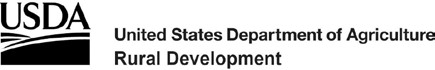 USDA
United States Department of Agriculture
Rural Development